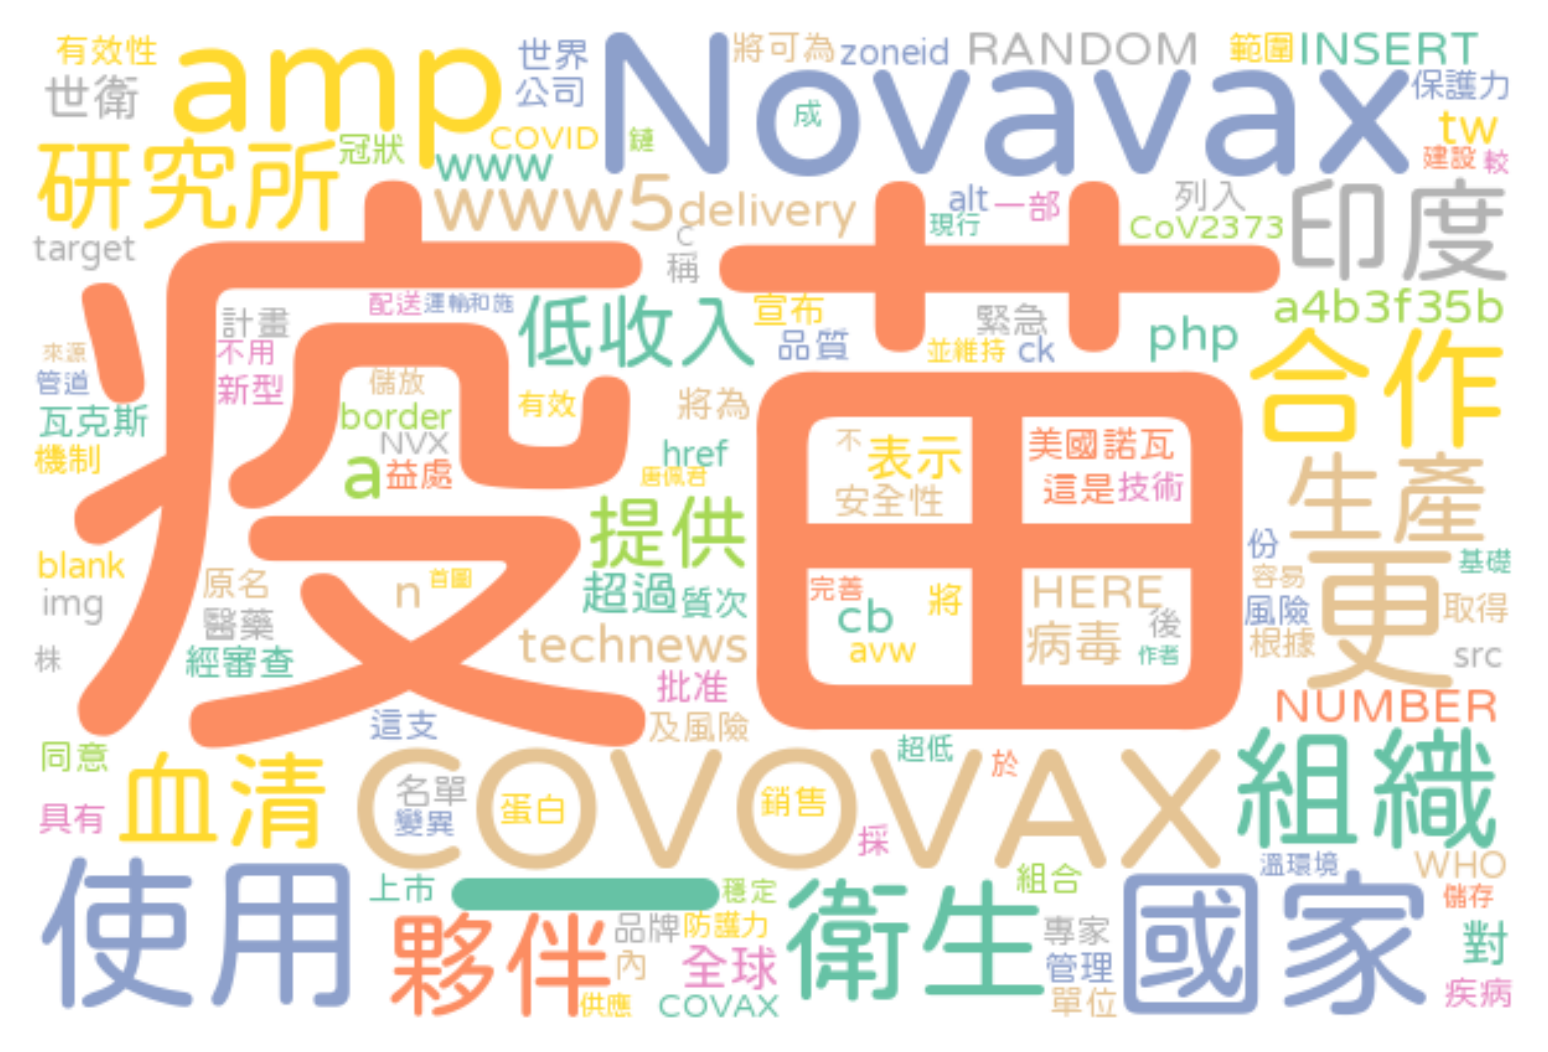 有效性
amp
世界
Novavax
將可為
zoneid
RANDOM
範圍
INSERT
世衛
公司
成
保護力
研究所
冠狀
COVID
鏈
tw
www
建設
較
www5
delivery
alt
一部
列入
印度
target
C
現行
CoV2373
疫苗
稱
計畫
配送
運輸和施
低收入
宣布
緊急
a4b3f35b
來源
不用
品質
並維持
ck
php
合作
管道
新型
儲放
有效
將為
瓦克斯
border
機制
NVX
href
不
表示
美國諾瓦
a
益處
唐佩君
安全性
這是
技術
生產
提供
blank
原名
n
首圖
超過
質次
完善
將
HERE
份
容易
更
基礎
img
醫藥
cb
後
風險
取得
株
經審查
technews
avw
病毒
作者
根據
src
批准
NUMBER
這支
及風險
同意
血清
COVOVAX
超低
於
組織
名單
蛋白
銷售
具有
變異
採
使用
上市
一
穩定
衛生
組合
國家
溫環境
WHO
夥伴
品牌
防護力
專家
儲存
內
全球
管理
對
供應
COVAX
單位
疾病